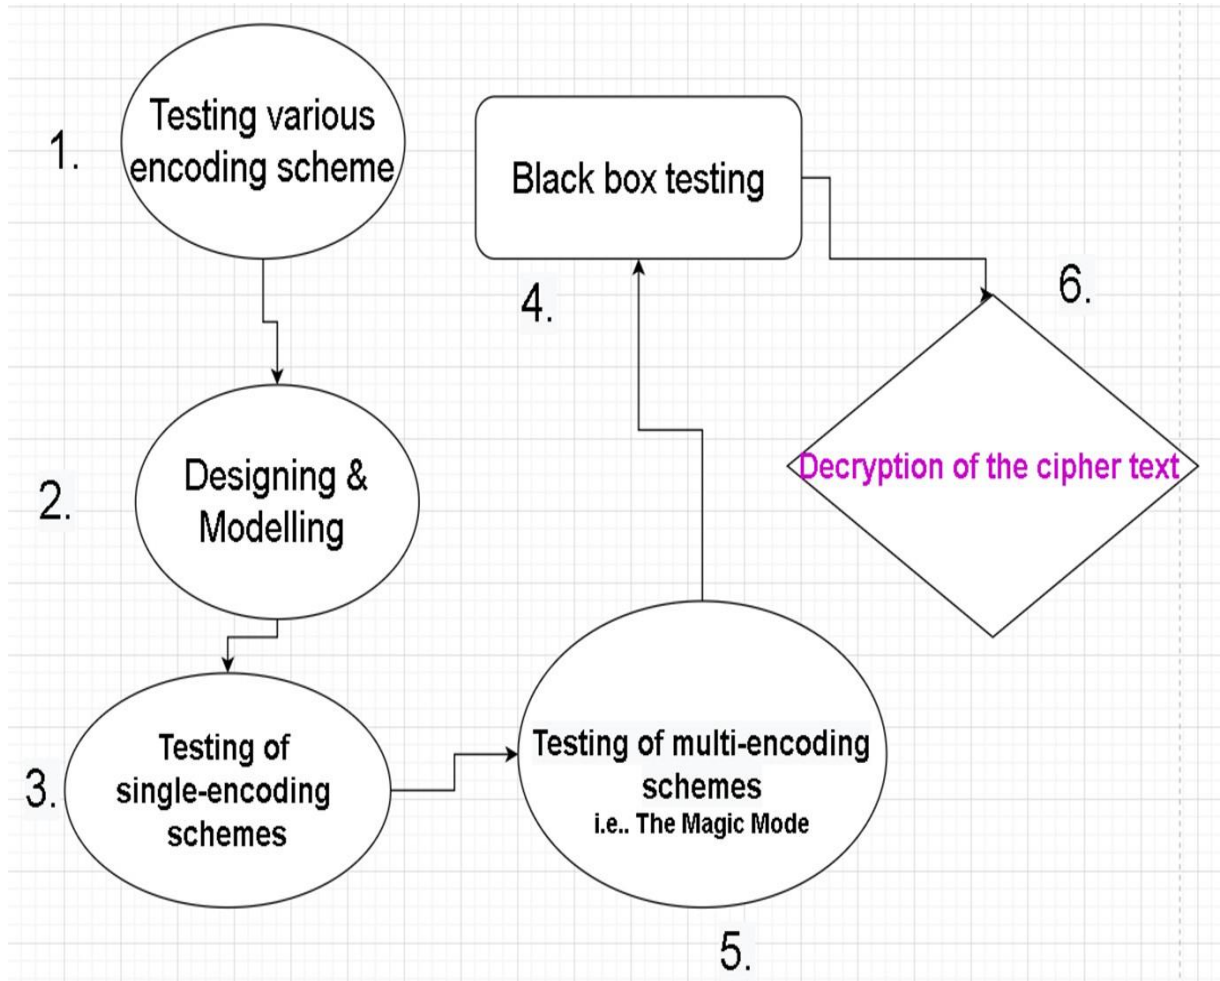 1.
Testing various
encoding scheme
2.
Designing &
Modelling
3.
Testing of
single-encoding
schemes
Black box testing
4.
Testing of multi-encoding
schemes
i.e.. The Magic Mode
5.
6.
Decryption of the cipher text